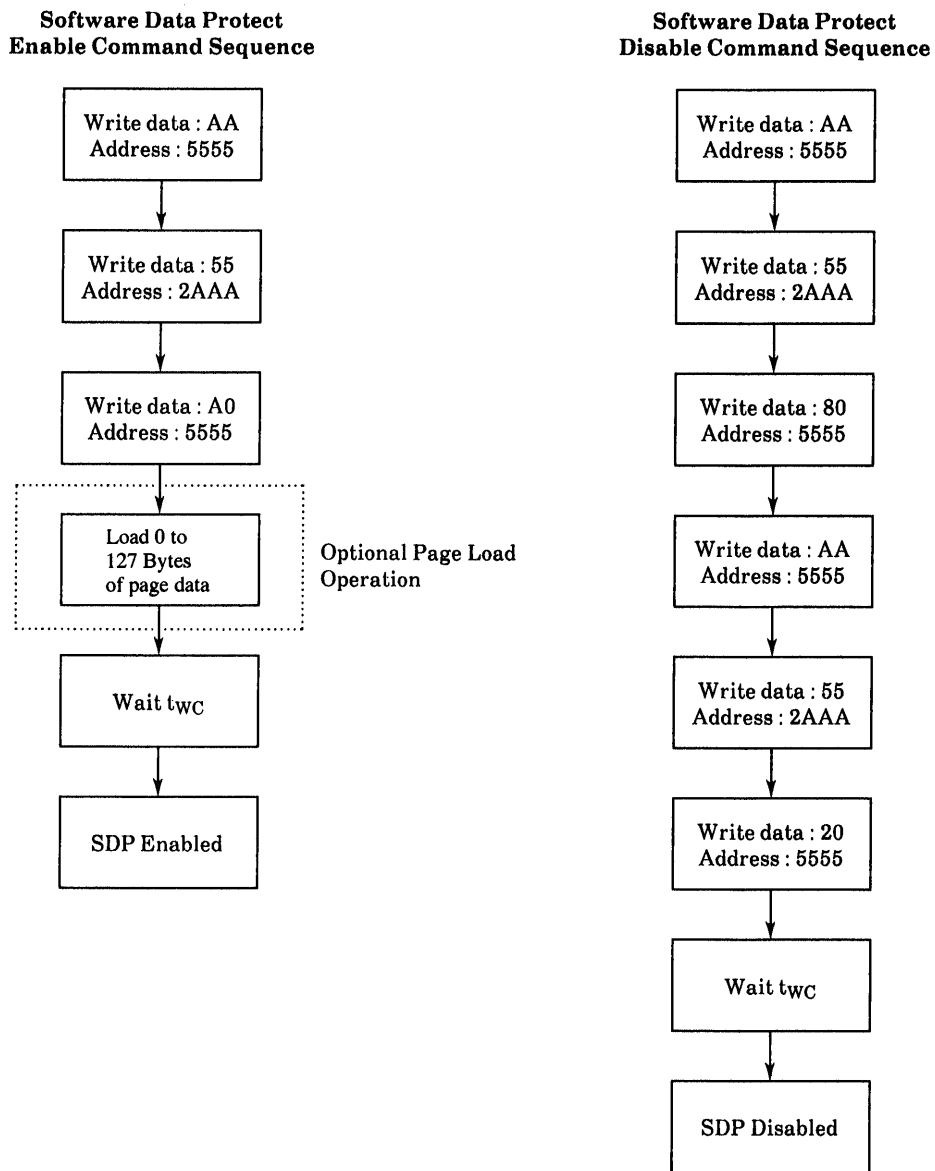 Software Data Protect
Enable Command Sequence
Write data : AA
Address : 5555
Write data : 55
Address : 2AAA
Write data : A0
Address : 5555
Load 0 to
127 Bytes
of page data
Optional Page Load
Operation
Wait tWC
SDP Enabled
Software Data Protect
Disable Command Sequence
Write data : AA
Address : 5555
Write data : 55
Address : 2AAA
Write data : 80
Address : 5555
Write data : AA
Address : 5555
Write data : 55
Address : 2AAA
Write data : 20
Address : 5555
Wait tWC
SDP Disabled